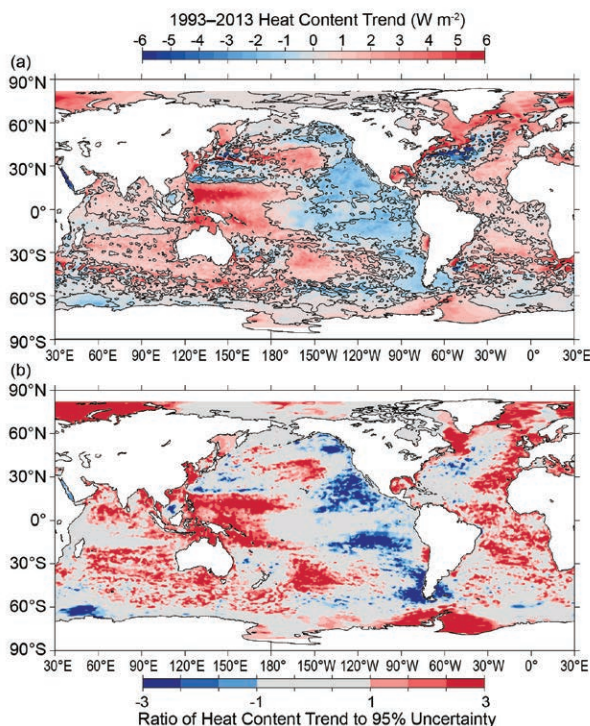 1993–2013 Heat Content Trend (W m-2)
-6 -5 -4 -3 -2 -1 0 1 2 3 4 5 6
(a)
90°N
60°N
30°N
0°
30°S
60°S
90°S
30°E 60°E 90°E 120°E 150°E 180° 150°W 120°W 90°W 60°W 30°W 0° 30°E
(b)
90°N
60°N
30°N
0°
30°S
60°S
90°S
30°E 60°E 90°E 120°E 150°E 180° 150°W 120°W 90°W 60°W 30°W 0° 30°E
-3 -1 1 3
Ratio of Heat Content Trend to 95% Uncertainty